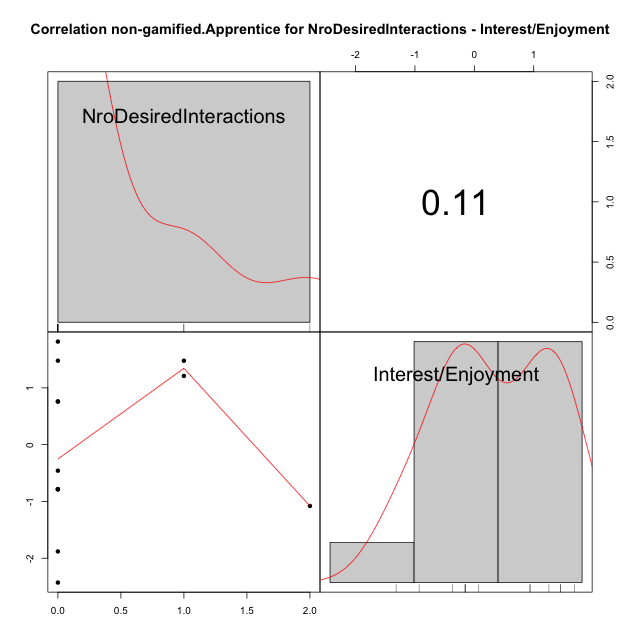 Correlation non-gamified.Apprentice for NroDesiredInteractions - Interest/Enjoyment
-2 -1 0 1
NroDesiredInteractions
0.11
2.0
1.5
1.0
0.5
0.0
Interest/Enjoyment
1
0
-1
-2
0.0 0.5 1.0 1.5 2.0